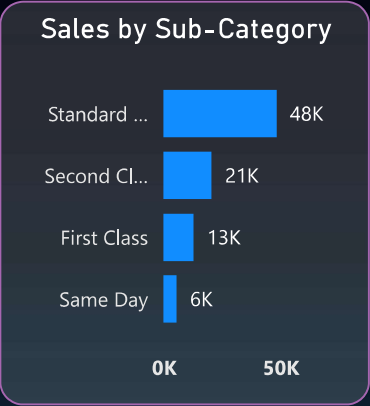 Sales by Sub-Category
Standard ... 48K
Second Cl... 21K
First Class 13K
Same Day 6K
0K 50K